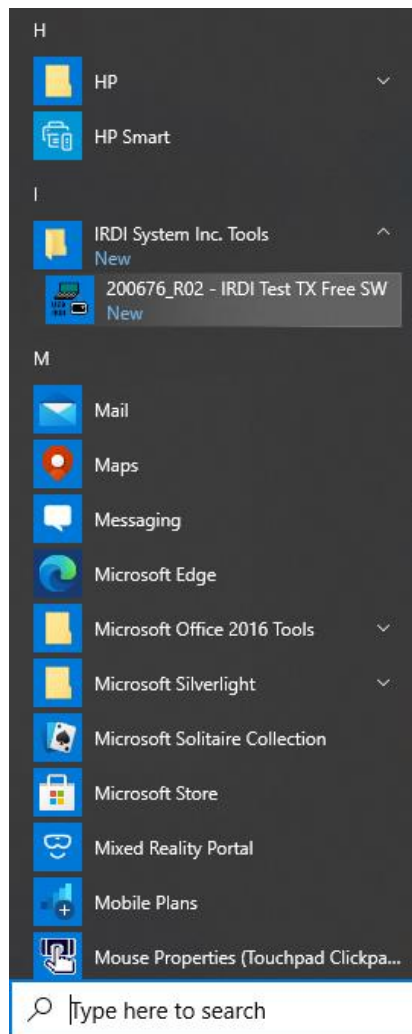 H
HP
HP Smart
I
IRDI System Inc. Tools
New
200676_R02 - IRDI Test TX Free SW
New
M
Mail
Maps
Messaging
Microsoft Edge
Microsoft Office 2016 Tools
Microsoft Silverlight
Microsoft Solitaire Collection
Microsoft Store
Mixed Reality Portal
Mobile Plans
Mouse Properties (Touchpad Clickpa...
Type here to search